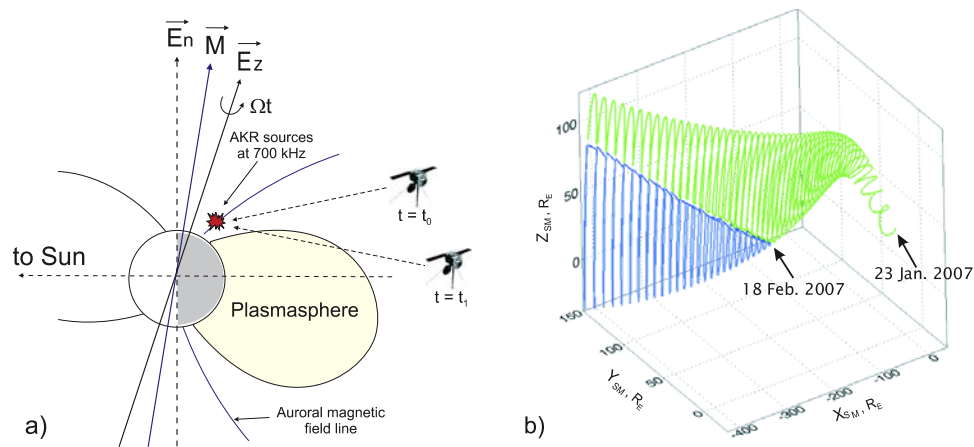 En
M
Ez
Ωt
AKR sources
at 700 kHz
t = t0
to Sun
t = t1
Plasmasphere
Auroral magnetic
field line
a)
100
50
0
ZSM, RE
150
100
50
0
YSM, RE
-400
-300
-200
-100
0
XSM, RE
23 Jan. 2007
18 Feb. 2007
b)